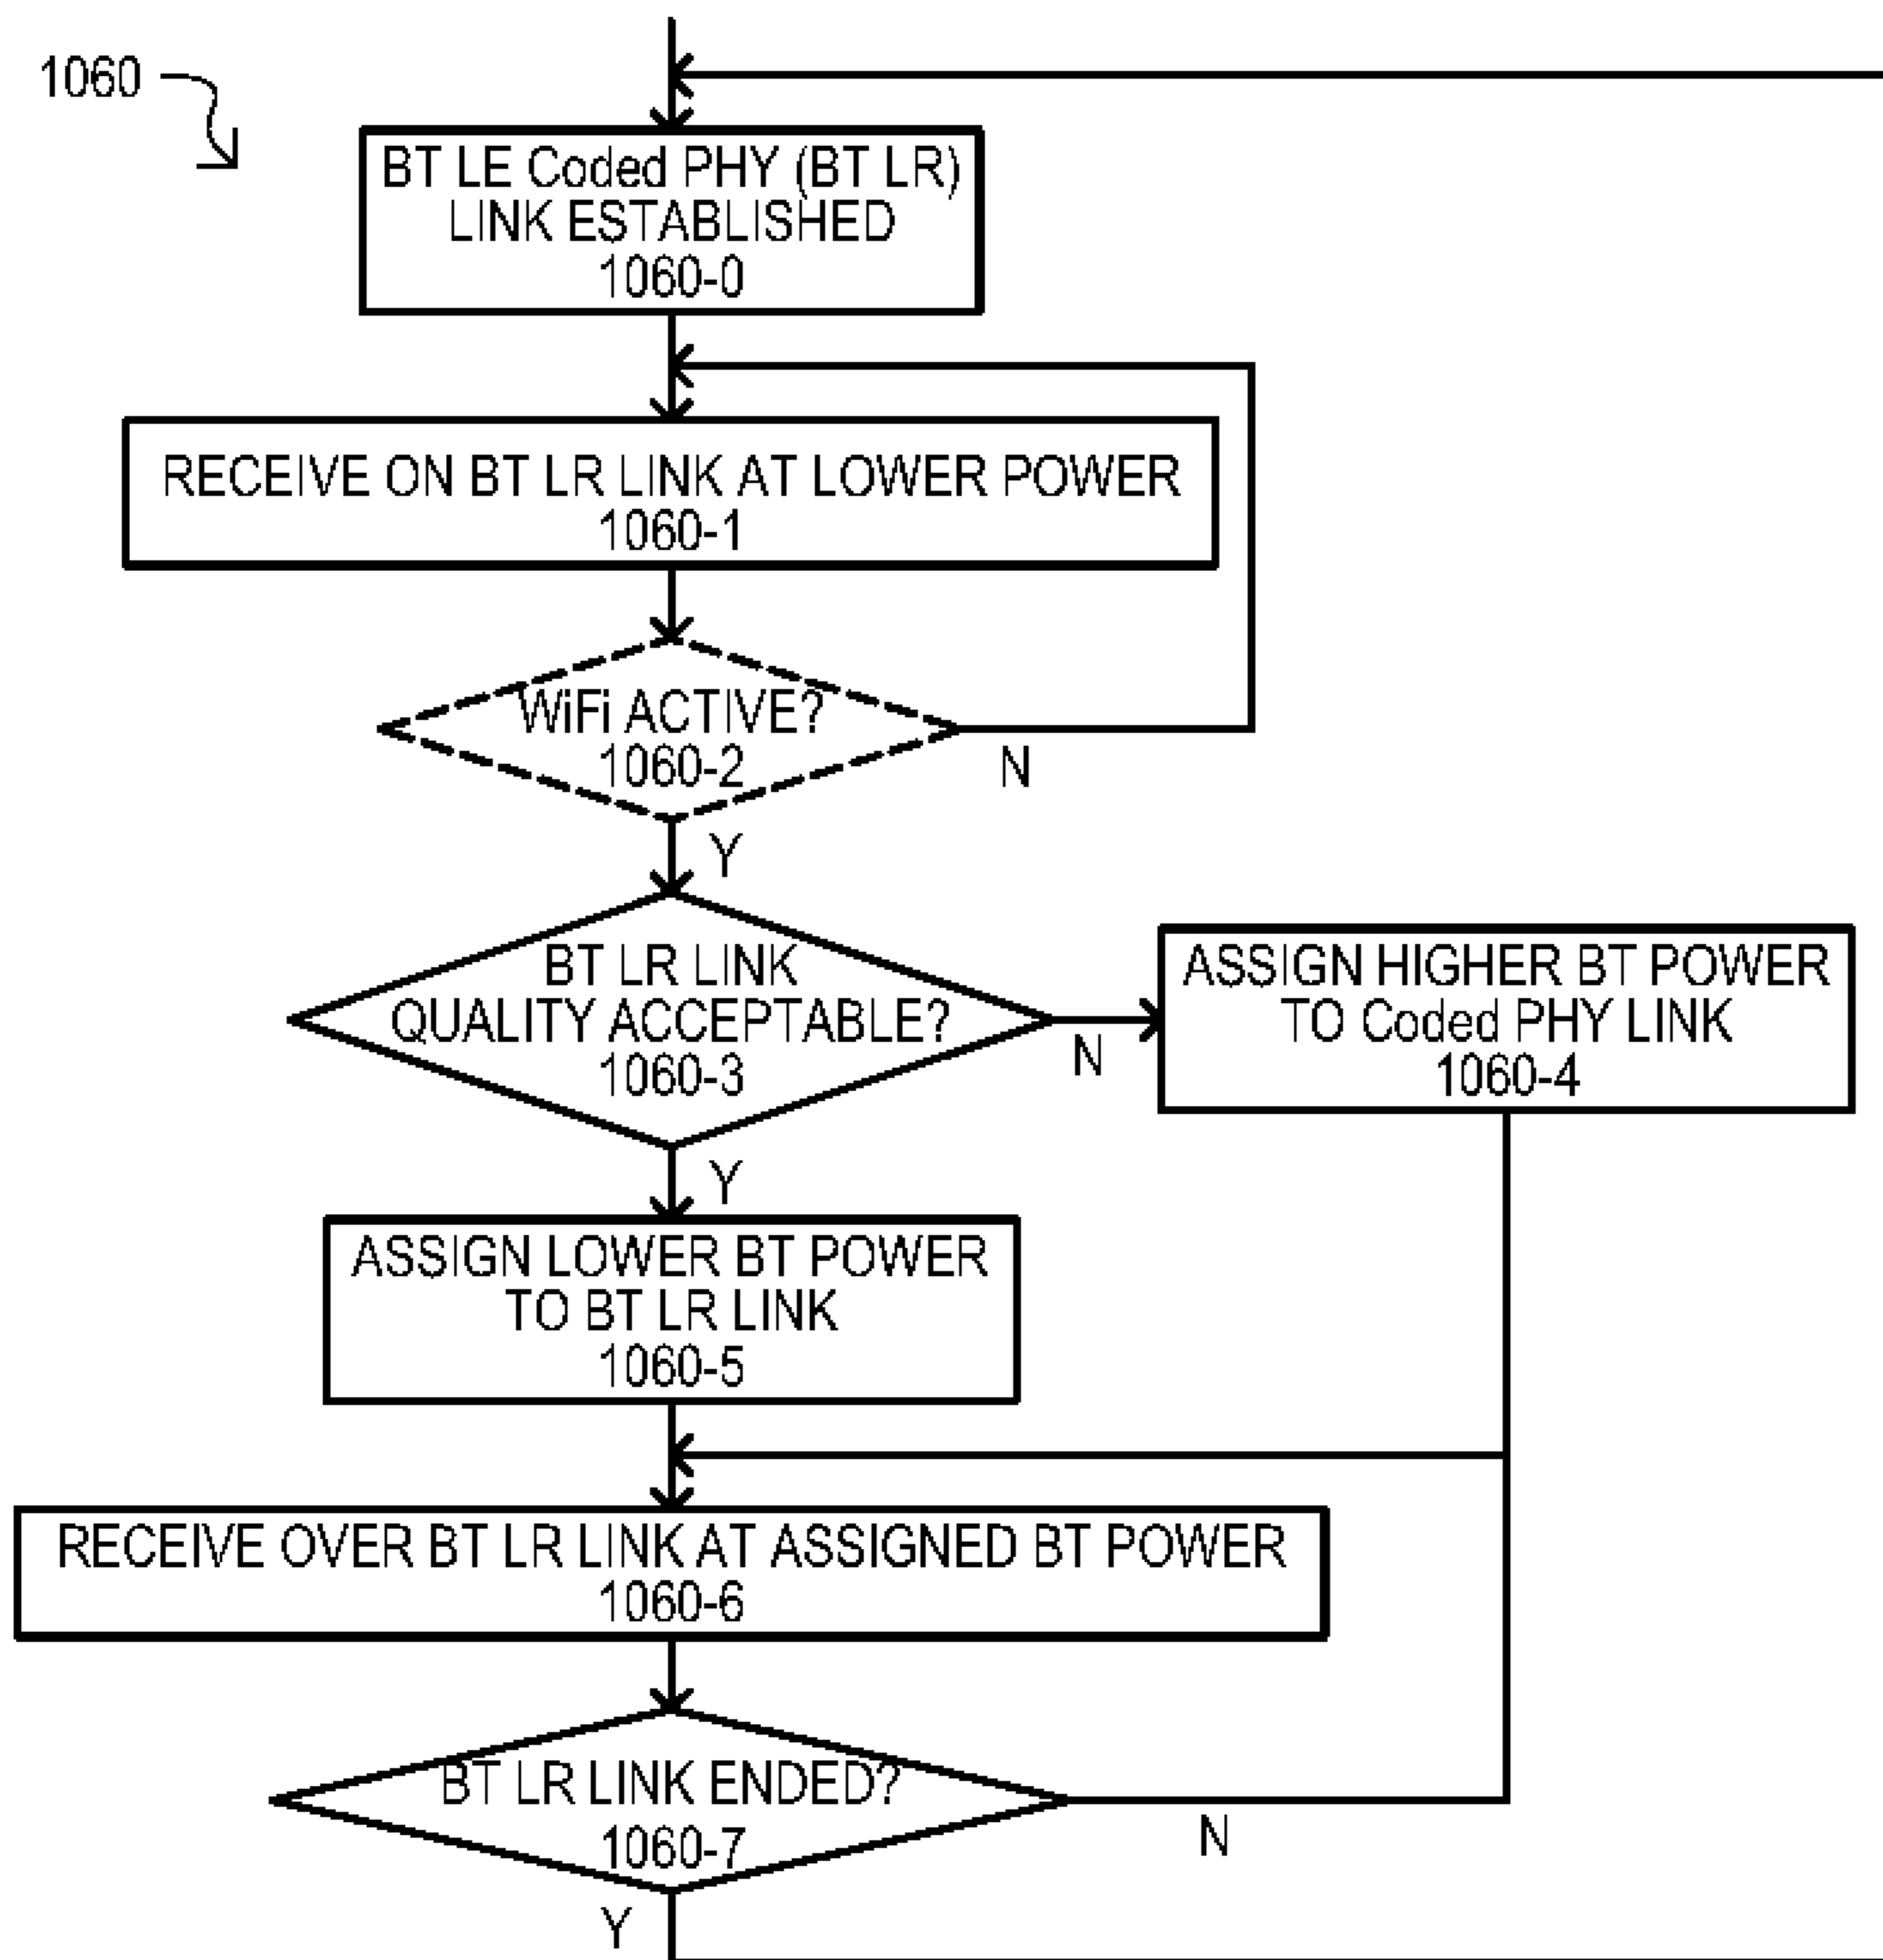 1060
BT LE Coded PHY (BT LR)
LINK ESTABLISHED
1060-0
RECEIVE ON BT LR LINK AT LOWER POWER
1060-1
WiFi ACTIVE?
1060-2
N
Y
BT LR LINK
QUALITY ACCEPTABLE?
1060-3
N
ASSIGN HIGHER BT POWER
TO Coded PHY LINK
1060-4
Y
ASSIGN LOWER BT POWER
TO BT LR LINK
1060-5
RECEIVE OVER BT LR LINK AT ASSIGNED BT POWER
1060-6
BT LR LINK ENDED?
1060-7
N
Y